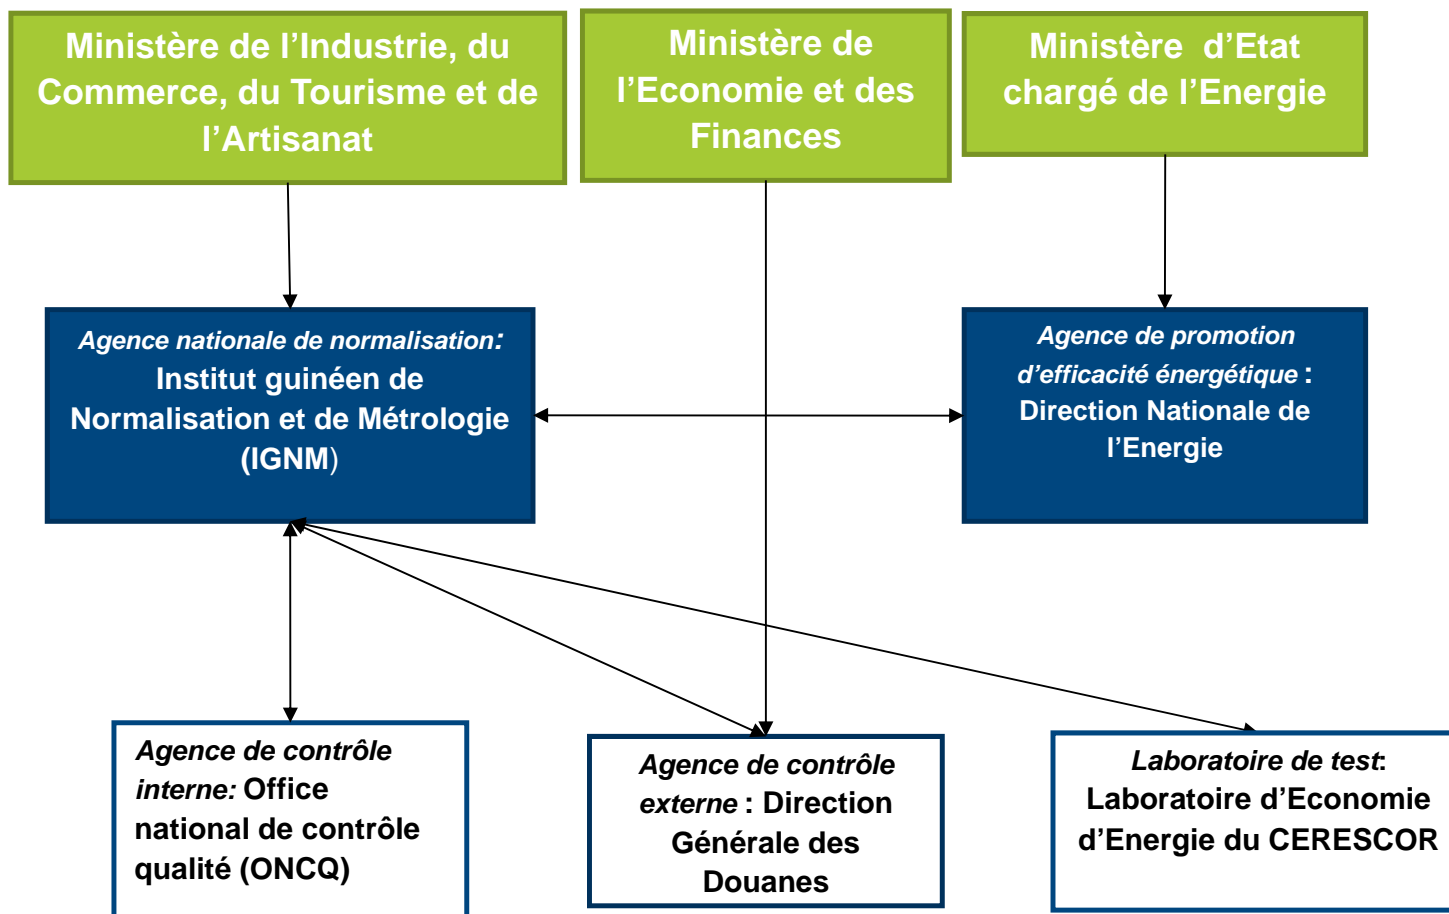 Ministère de l’Industrie, du
Commerce, du Tourisme et de
l’Artisanat
Ministère de
l’Economie et des
Finances
Ministère  d’Etat
chargé de l’Energie
Agence nationale de normalisation:
Institut guinéen de
Normalisation et de Métrologie
(IGNM)
Agence de promotion
d’efficacité énergétique :
Direction Nationale de
l’Energie
Agence de contrôle
interne: Office
national de contrôle
qualité (ONCQ)
Agence de contrôle
externe : Direction
Générale des
Douanes
Laboratoire de test:
Laboratoire d’Economie
d’Energie du CERESCOR